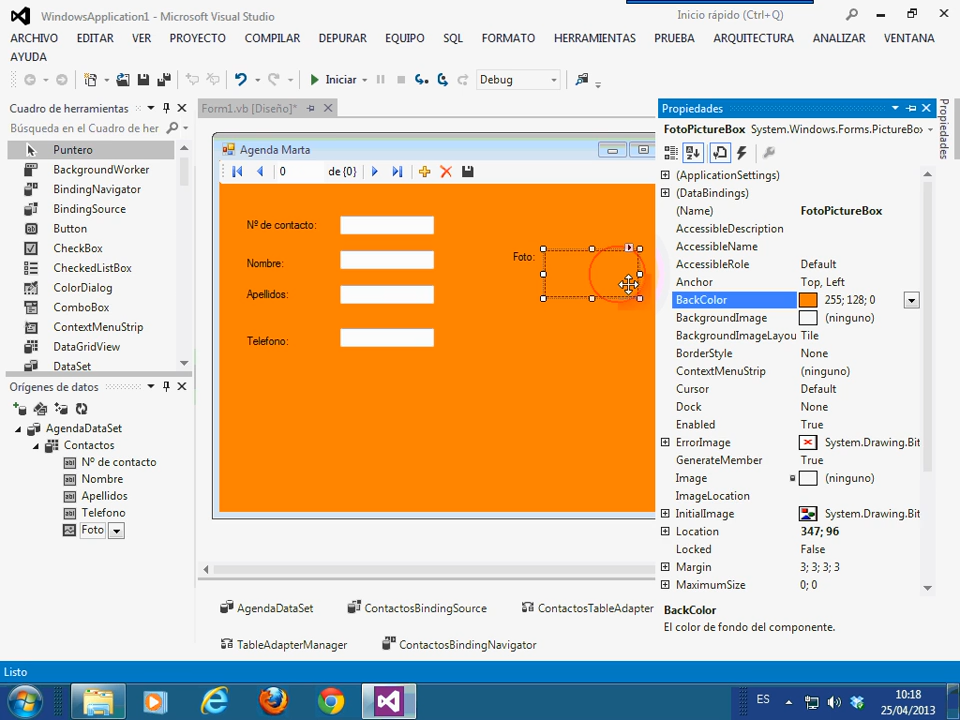 WindowsApplication1 - Microsoft Visual Studio
Inicio rápido (Ctrl+Q)
ARCHIVO EDITAR VER PROYECTO COMPILAR DEPURAR EQUIPO SQL FORMATO HERRAMIENTAS PRUEBA ARQUITECTURA ANALIZAR VENTANA
AYUDA
Iniciar Debug
Cuadro de herramientas
Búsqueda en el Cuadro de her
Puntero
BackgroundWorker
BindingNavigator
BindingSource
Button
CheckBox
CheckedListBox
ColorDialog
ComboBox
ContextMenuStrip
DataGridView
DataSet
Orígenes de datos
AgendaDataSet
Contactos
Nº de contacto
Nombre
Apellidos
Telefono
Foto
Form1.vb [Diseño]*
Agenda Marta
0 de {0}
Nº de contacto:
Nombre:
Apellidos:
Telefono:
Foto:
AgendaDataSet ContactosBindingSource ContactosTableAdapter
TableAdapterManager ContactosBindingNavigator
Propiedades
FotoPictureBox System.Windows.Forms.PictureBox
(ApplicationSettings)
(DataBindings)
(Name) FotoPictureBox
AccessibleDescription
AccessibleName
AccessibleRole Default
Anchor Top, Left
BackColor 255; 128; 0
BackgroundImage (ninguno)
BackgroundImageLayou Tile
BorderStyle None
ContextMenuStrip (ninguno)
Cursor Default
Dock None
Enabled True
ErrorImage System.Drawing.Bit
GenerateMember True
Image (ninguno)
ImageLocation
InitialImage System.Drawing.Bit
Location 347; 96
Locked False
Margin 3; 3; 3; 3
MaximumSize 0; 0
BackColor
El color de fondo del componente.
Propiedades
Listo
ES
10:18
25/04/2013